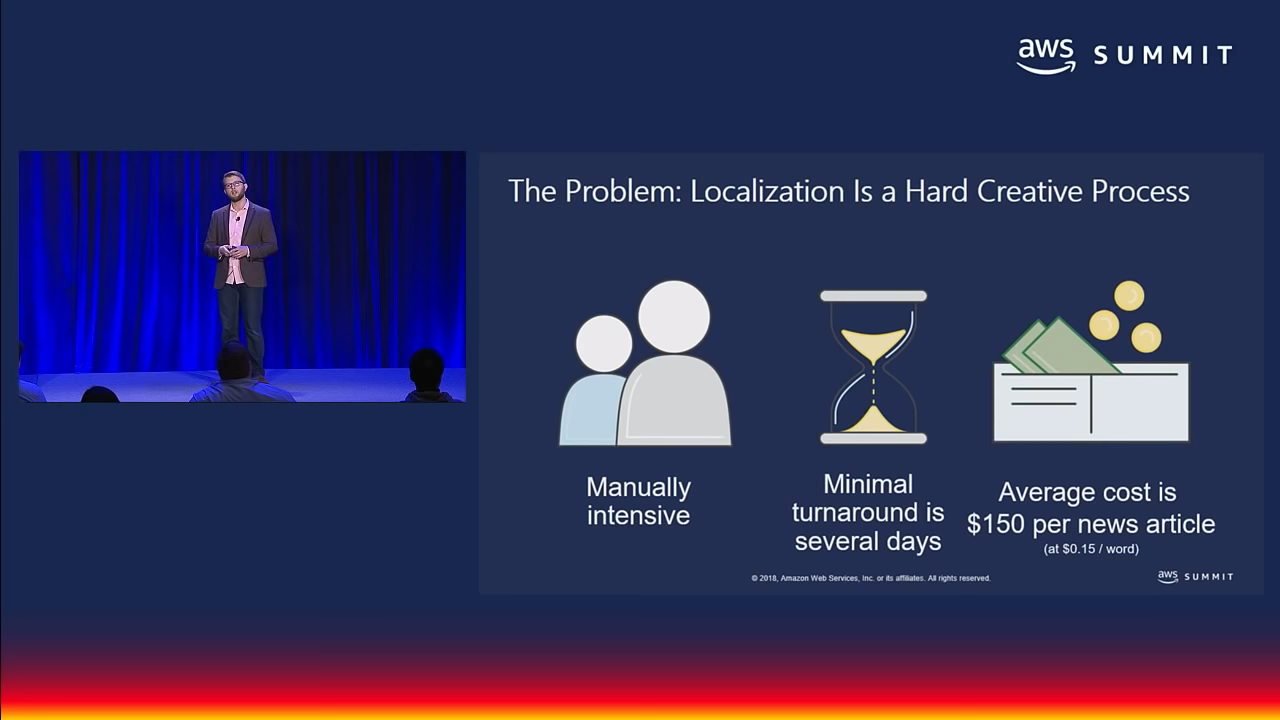 aws SUMMIT
The Problem: Localization Is a Hard Creative Process
Manually
intensive
Minimal
turnaround is
several days
Average cost is
$150 per news article
(at $0.15 / word)
© 2018, Amazon Web Services, Inc. or its affiliates. All rights reserved.
aws SUMMIT